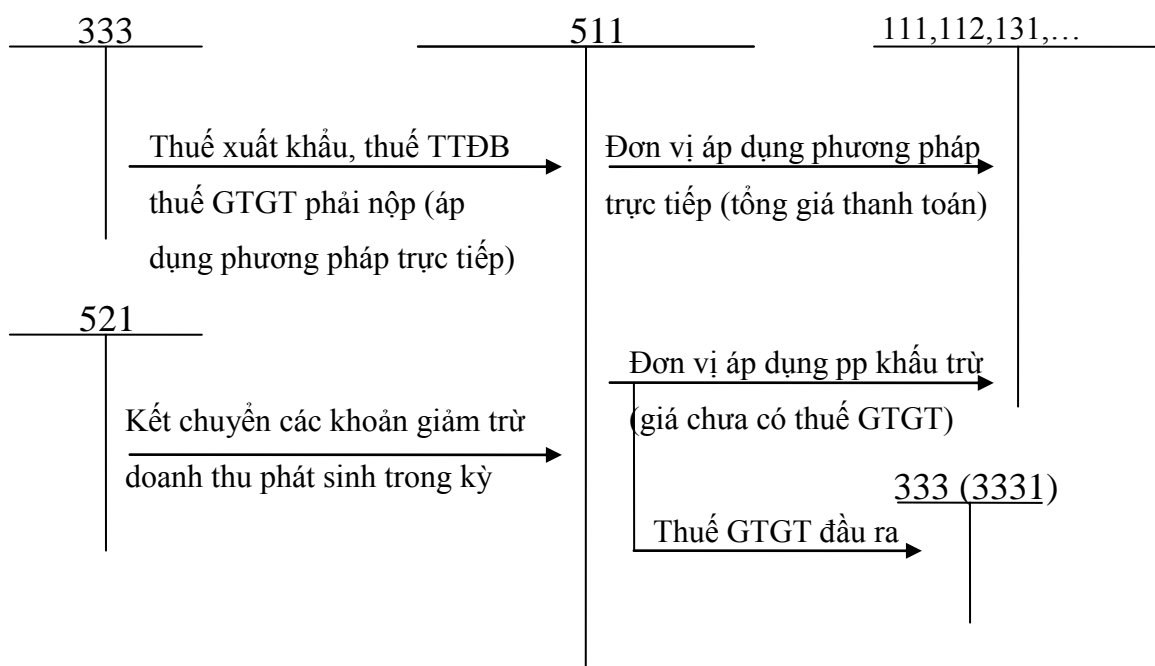 333
511
111,112,131,…
Thuế xuất khẩu, thuế TTĐB
thuế GTGT phải nộp (áp
dụng phương pháp trực tiếp)
Đơn vị áp dụng phương pháp
trực tiếp (tổng giá thanh toán)
521
Kết chuyển các khoản giảm trừ
doanh thu phát sinh trong kỳ
Đơn vị áp dụng pp khấu trừ
(giá chưa có thuế GTGT)
333 (3331)
Thuế GTGT đầu ra